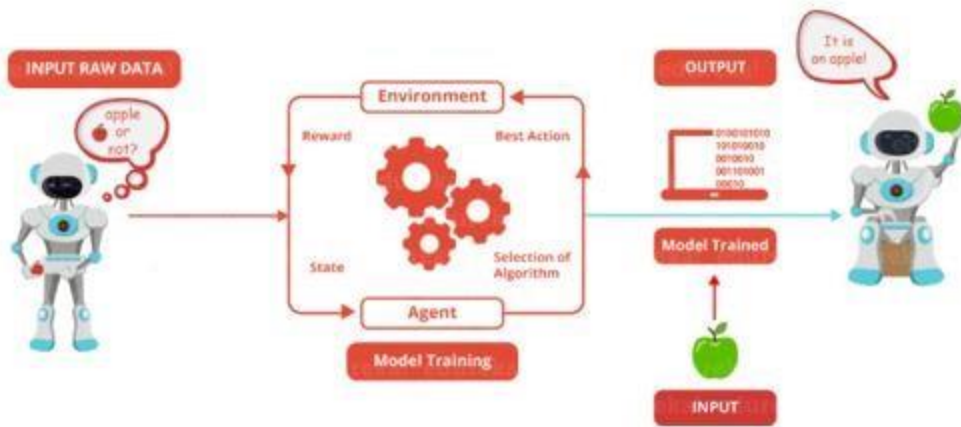 INPUT RAW DATA
apple
or
not?
Environment
Reward
Best Action
State
Selection of
Algorithm
Agent
Model Training
OUTPUT
0100101010
101010010
0010010
001101001
00010
Model Trained
INPUT
It is
an apple!